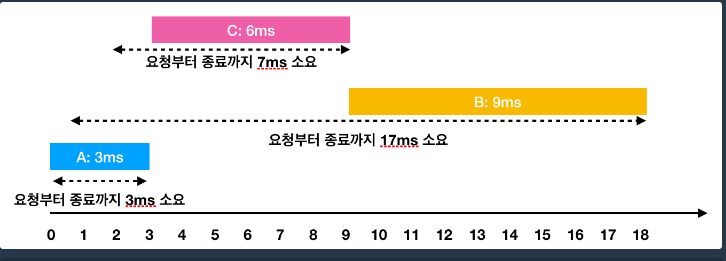 C: 6ms
요청부터 종료까지 7ms 소요
B: 9ms
요청부터 종료까지 17ms 소요
A: 3ms
요청부터 종료까지 3ms 소요
0 1 2 3 4 5 6 7 8 9 10 11 12 13 14 15 16 17 18